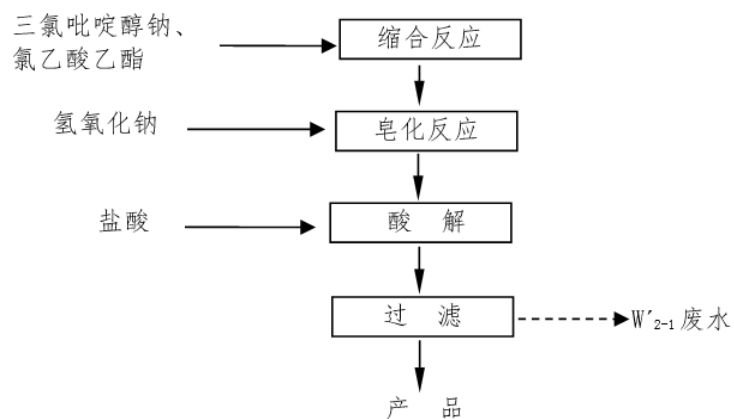 三氯吡啶醇钠、
氯乙酸乙酯
缩合反应
氢氧化钠
皂化反应
盐酸
酸 解
过 滤
W′2-1 废水
产 品